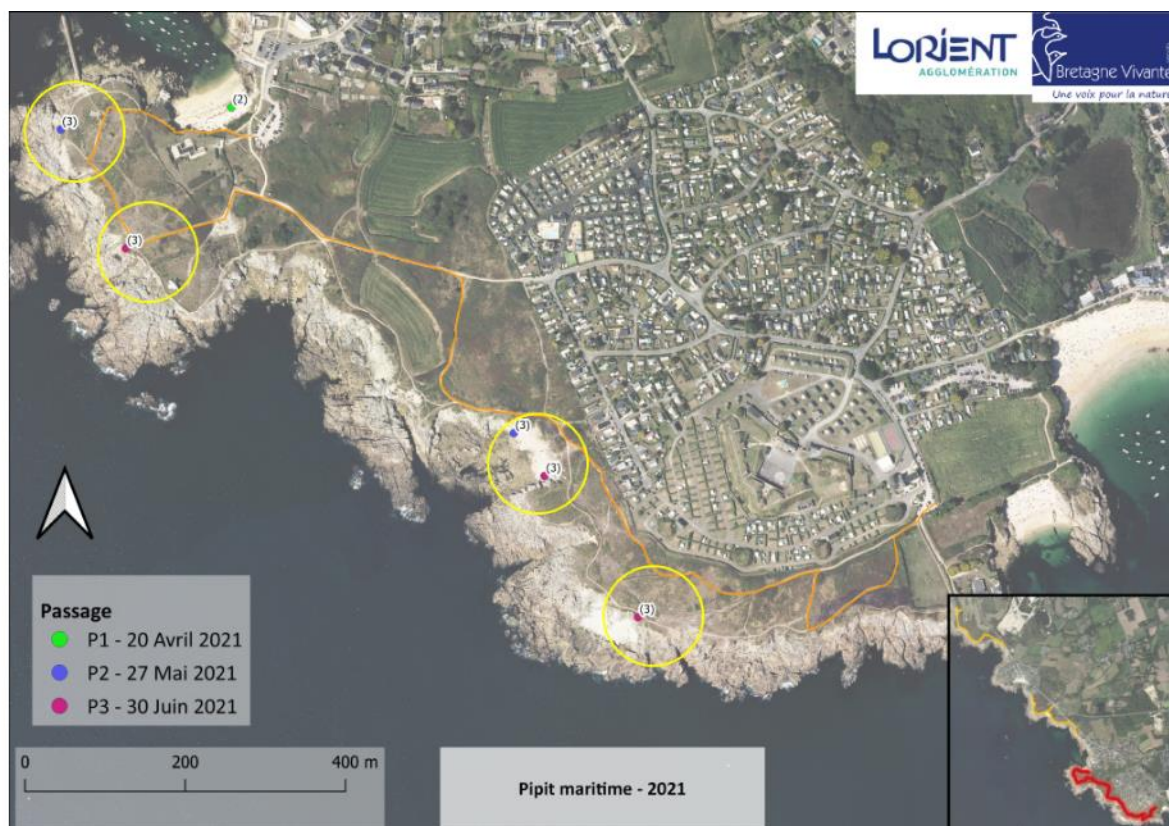 LORIENT
AGGLOMÉRATION
Bretagne Vivante
Une voix pour la nature
(2)
(3)
(3)
(3)
(3)
(3)
Passage
P1 - 20 Avril 2021
P2 - 27 Mai 2021
P3 - 30 Juin 2021
0 200 400 m
Pipit maritime - 2021